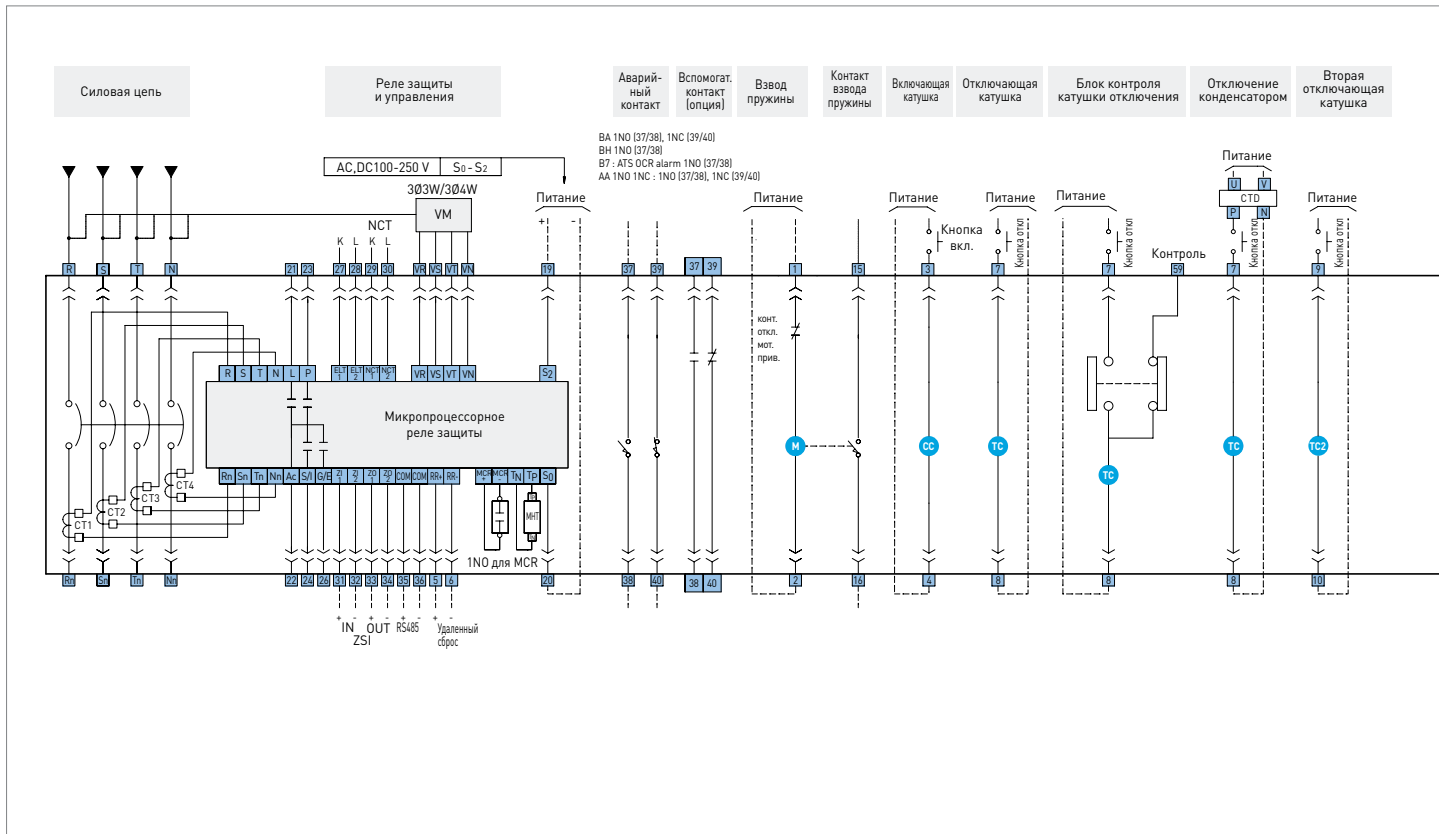 Силовая цепь
Реле защиты
и управления
Аварий-
ный
контакт
Вспомогат.
контакт
(опция)
Взвод
пружины
Контакт
взвода
пружины
Включающая
катушка
Отключающая
катушка
Блок контроля
катушки отключения
Отключение
конденсатором
Вторая
отключающая
катушка
BA 1NO (37/38), 1NC (39/40)
BH 1NO (37/38)
B7 : ATS OCR alarm 1NO (37/38)
AA 1NO 1NC : 1NO (37/38), 1NC (39/40)
AC,DC100-250 V S0 - S2
3Ø3W/3Ø4W
VM
NCT
K L K L
Питание
+ -
Питание
Питание
Кнопка
вкл.
Питание
Кнопка откл
Питание
Кнопка откл
Контроль
Питание
U V
CTD
P N
Кнопка откл
Питание
Кнопка откл
R S T N 21 23 27 28 29 30 VR VS VT VN 19 37 39 37 39 1 15 3 7 7 59 7 9
конт.
откл.
мот.
прив.
R S T N L P ELT 1 ELT 2 NCT 1 NCT 2 VR VS VT VN S2
Микропроцессорное
реле защиты
M CC TC TC TC TC2
Rn Sn Tn Nn Ac S/I G/E ZI 1 ZI 2 ZO 1 ZO 2 COM COM RR+ RR- MCR + MCR - TN TP S0
CT1 CT2 CT3 CT4
MHT
1NO для MCR
Rn Sn Tn Nn 22 24 26 31 32 33 34 35 36 5 6 20 38 40 38 40 2 16 4 8 8 8 10
+ - + - + - + -
IN OUT RS485 Удаленный
ZSI сброс